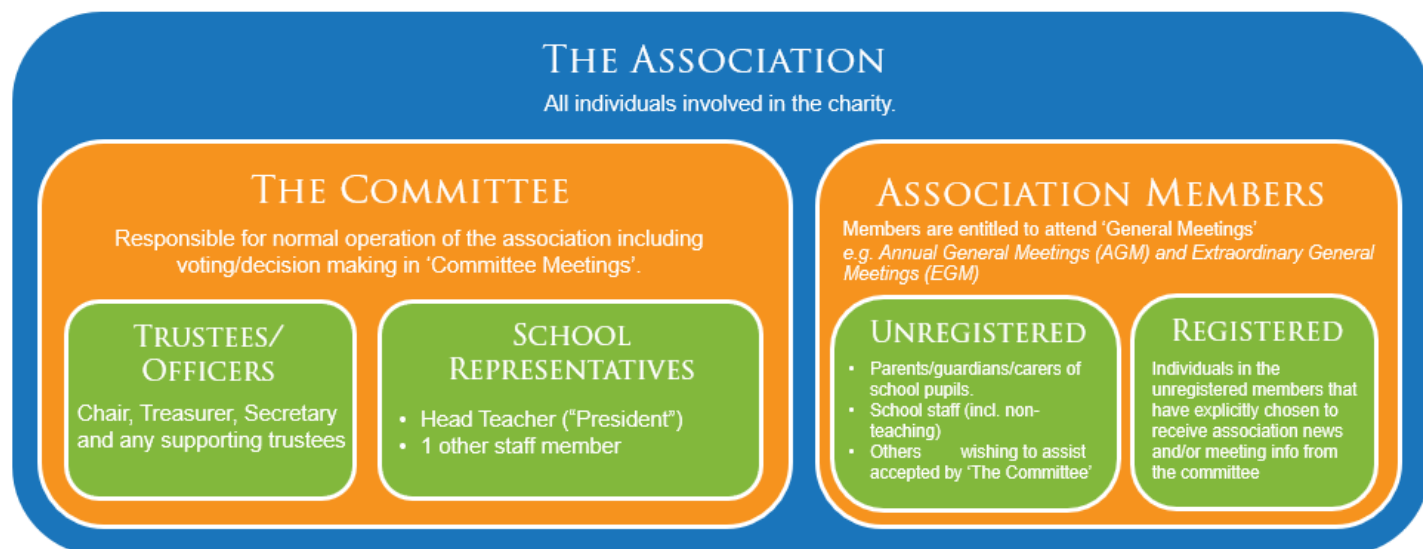 The Association
All individuals involved in the charity.
The Committee
Responsible for normal operation of the association including
voting/decision making in ‘Committee Meetings’.
Trustees/
Officers
Chair, Treasurer, Secretary
and any supporting trustees
School
Representatives
• Head Teacher (“President”)
• 1 other staff member
Association Members
Members are entitled to attend ‘General Meetings’
e.g. Annual General Meetings (AGM) and Extraordinary General
Meetings (EGM)
Unregistered
• Parents/guardians/carers of
school pupils.
• School staff (incl. non-
teaching)
• Others wishing to assist
accepted by ‘The Committee’
Registered
Individuals in the
unregistered members that
have explicitly chosen to
receive association news
and/or meeting info from
the committee